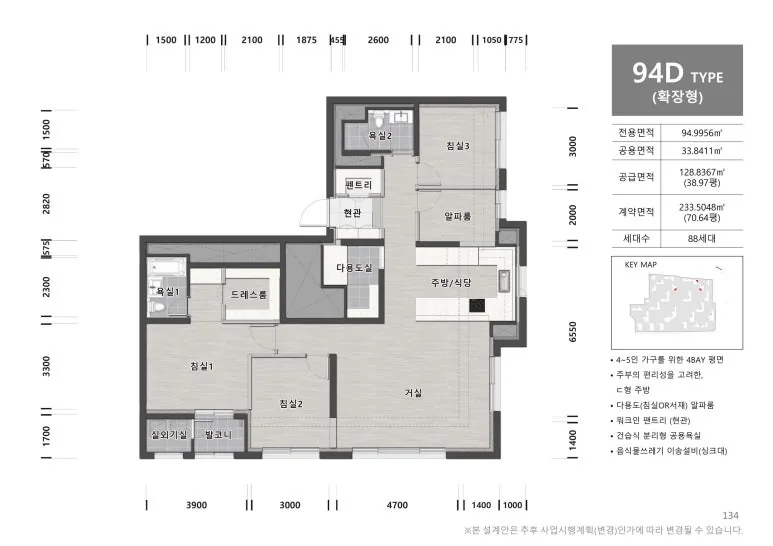 1500 1200 2100 1875 455 2600 2100 1050 775
94D TYPE
(확장형)
전용면적 94.9956㎡
공용면적 33.8411㎡
공급면적 128.8367㎡
(38.97평)
계약면적 233.5048㎡
(70.64평)
세대수 88세대
KEY MAP
• 4~5인 가구를 위한 4BAY 평면
• 주부의 편리성을 고려한,
ㄷ형 주방
• 다용도(침실OR서재) 알파룸
• 워크인 팬트리 (현관)
• 건습식 분리형 공용욕실
• 음식물쓰레기 이송설비(싱크대)
1500
570
2820
575
2300
3300
1700
3000
2000
6550
1400
욕실2
침실3
펜트리
현관
알파룸
다용도실
주방/식당
욕실1
드레스룸
침실1
침실2
거실
실외기실
발코니
3900 3000 4700 1400 1000
134
※본 설계안은 추후 사업시행계획(변경)인가에 따라 변경될 수 있습니다.